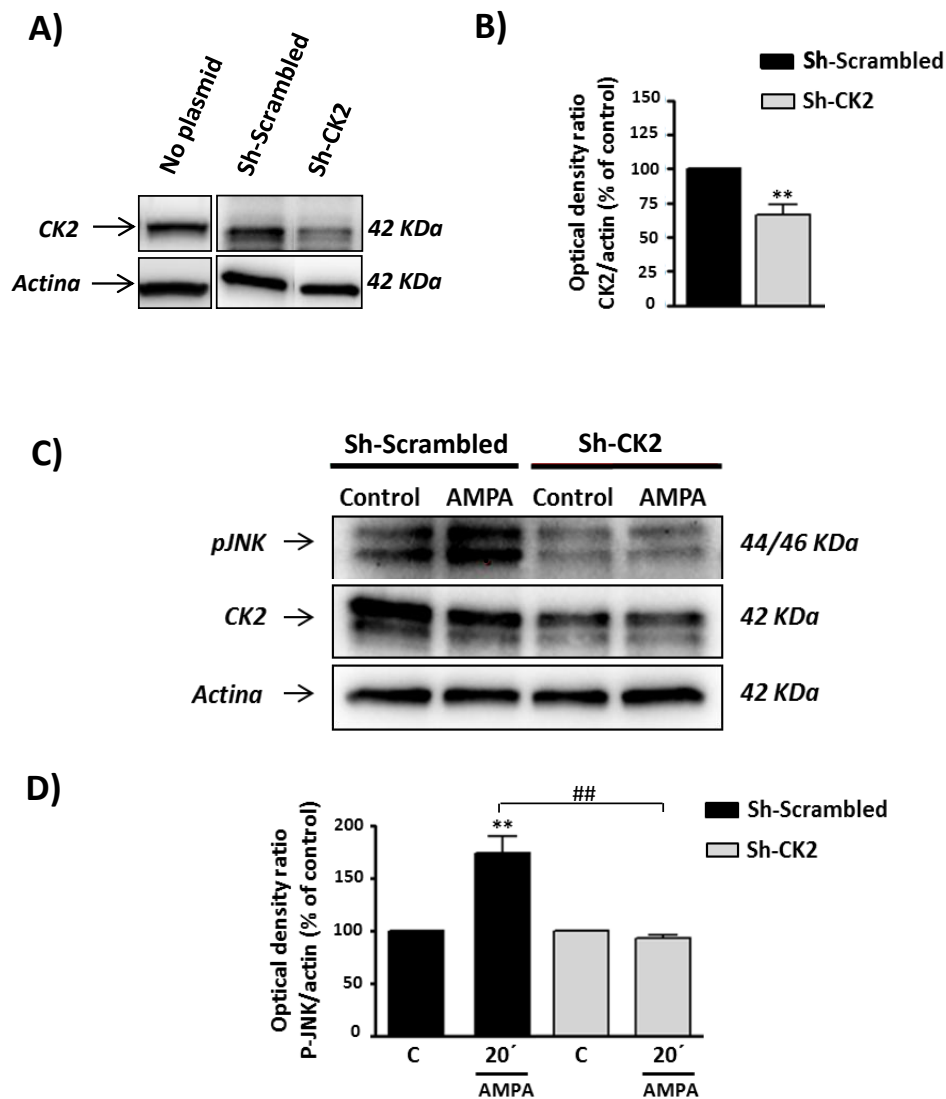 A)
No plasmid
Sh-Scrambled
Sh-CK2
CK2
42 KDa
Actina
42 KDa
B)
Sh-Scrambled
Sh-CK2
Optical density ratio
CK2/actin (% of control)
150
125
100
75
50
25
0
**
C)
Sh-Scrambled
Sh-CK2
Control
AMPA
Control
AMPA
pJNK
44/46 KDa
CK2
42 KDa
Actina
42 KDa
D)
Sh-Scrambled
Sh-CK2
Optical density ratio
P-JNK/actin (% of control)
200
150
100
50
0
**
##
C
20´
C
20´
AMPA
AMPA